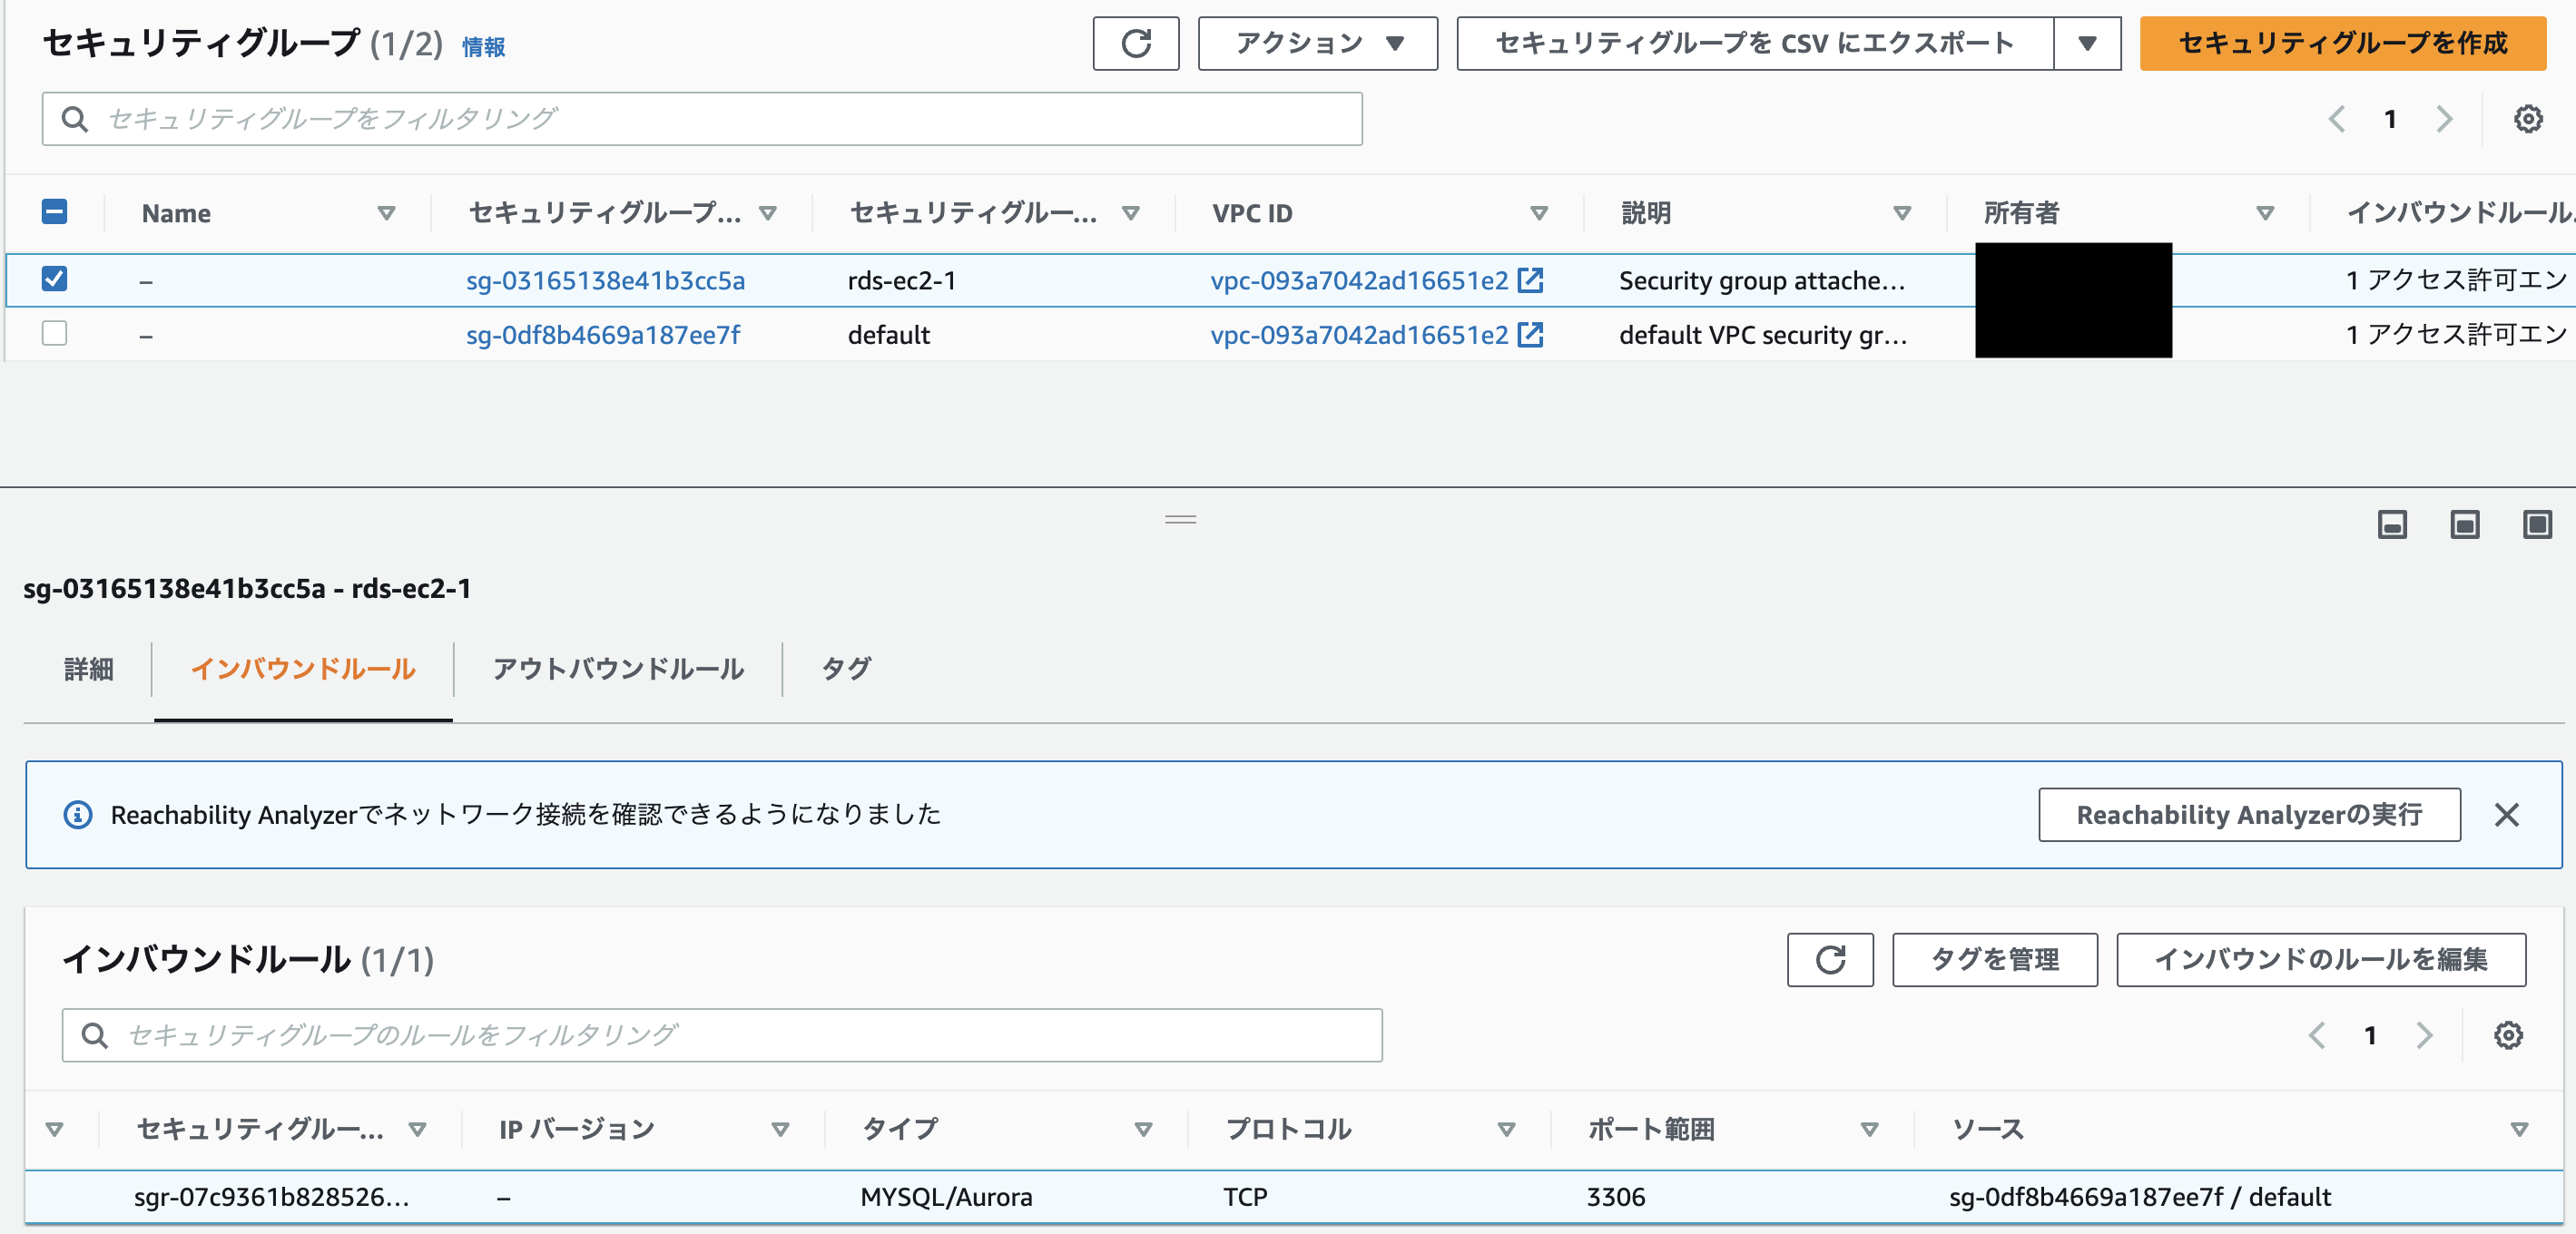 セキュリティグループ (1/2) 情報 アクション セキュリティグループを CSV にエクスポート セキュリティグループを作成
セキュリティグループをフィルタリング 1
Name セキュリティグループ... セキュリティグルー... VPC ID 説明 所有者 インバウンドルール
– sg-03165138e41b3cc5a rds-ec2-1 vpc-093a7042ad16651e2 Security group attache... 1 アクセス許可エン
– sg-0df8b4669a187ee7f default vpc-093a7042ad16651e2 default VPC security gr... 1 アクセス許可エン
sg-03165138e41b3cc5a - rds-ec2-1
詳細 インバウンドルール アウトバウンドルール タグ
Reachability Analyzerでネットワーク接続を確認できるようになりました Reachability Analyzerの実行
インバウンドルール (1/1) タグを管理 インバウンドのルールを編集
セキュリティグループのルールをフィルタリング 1
セキュリティグルー... IP バージョン タイプ プロトコル ポート範囲 ソース
sgr-07c9361b828526... – MYSQL/Aurora TCP 3306 sg-0df8b4669a187ee7f / default